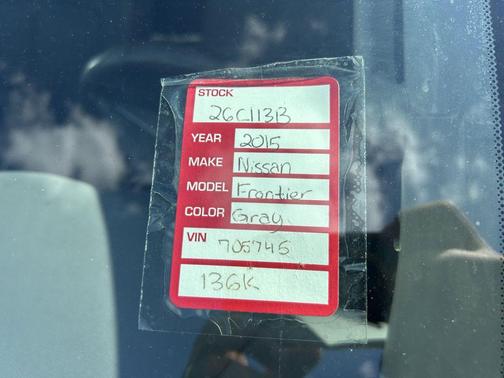 STOCK
26C113B
YEAR 2015
MAKE Nissan
MODEL Frontier
COLOR Gray
VIN 705745
136K